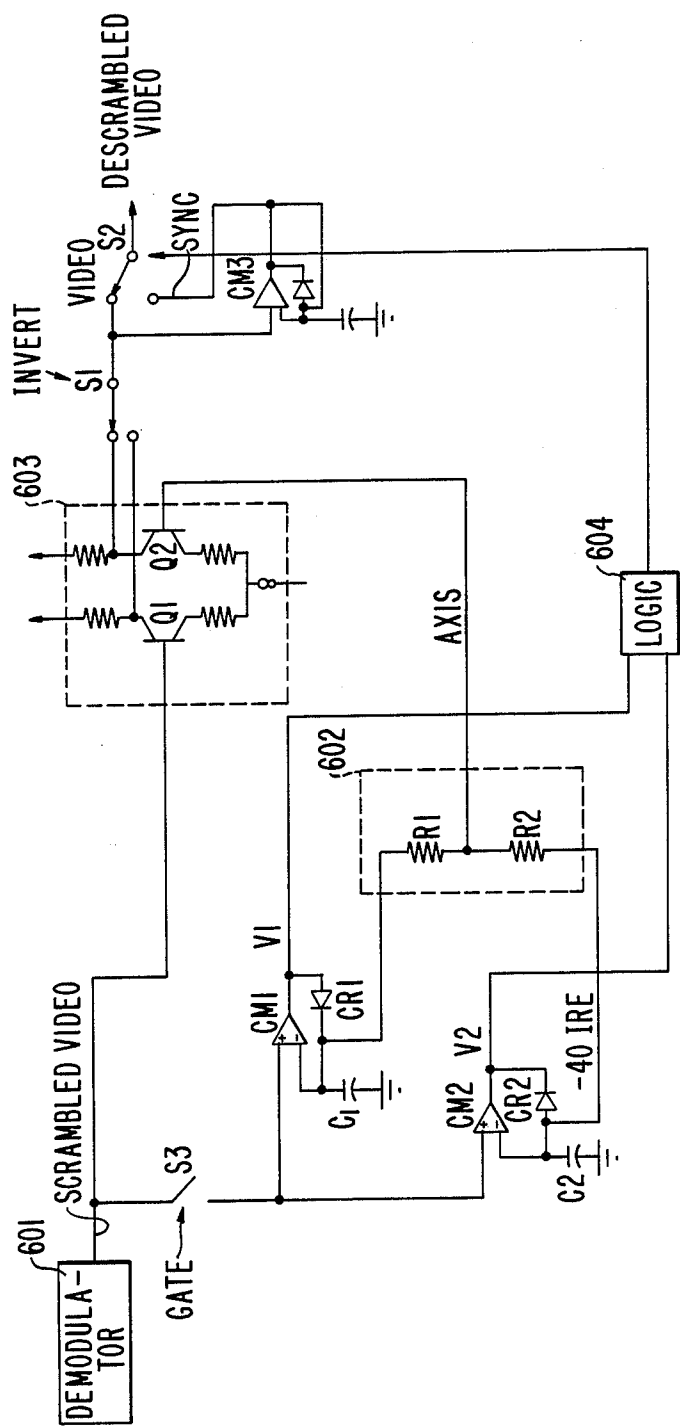 601
DEMODULA-
TOR
SCRAMBLED VIDEO
GATE
S3
603
Q1
Q2
INVERT
S1
VIDEO
S2
DESCRAMBLED
VIDEO
SYNC
CM3
CM1
+
-
V1
CR1
C1
CM2
+
-
V2
CR2
C2
-40 IRE
602
R1
R2
AXIS
604
LOGIC